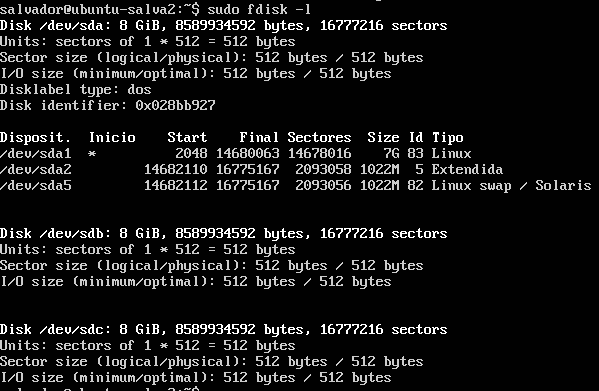 salvador@ubuntu-salva2:~$ sudo fdisk -l
Disk /dev/sda: 8 GiB, 8589934592 bytes, 16777216 sectors
Units: sectors of 1 * 512 = 512 bytes
Sector size (logical/physical): 512 bytes / 512 bytes
I/O size (minimum/optimal): 512 bytes / 512 bytes
Disklabel type: dos
Disk identifier: 0x028bb927

Disposit.  Inicio    Start    Final Sectores  Size Id Tipo
/dev/sda1  *          2048 14680063 14678016    7G 83 Linux
/dev/sda2         14682110 16775167  2093058 1022M  5 Extendida
/dev/sda5         14682112 16775167  2093056 1022M 82 Linux swap / Solaris

Disk /dev/sdb: 8 GiB, 8589934592 bytes, 16777216 sectors
Units: sectors of 1 * 512 = 512 bytes
Sector size (logical/physical): 512 bytes / 512 bytes
I/O size (minimum/optimal): 512 bytes / 512 bytes

Disk /dev/sdc: 8 GiB, 8589934592 bytes, 16777216 sectors
Units: sectors of 1 * 512 = 512 bytes
Sector size (logical/physical): 512 bytes / 512 bytes
I/O size (minimum/optimal): 512 bytes / 512 bytes